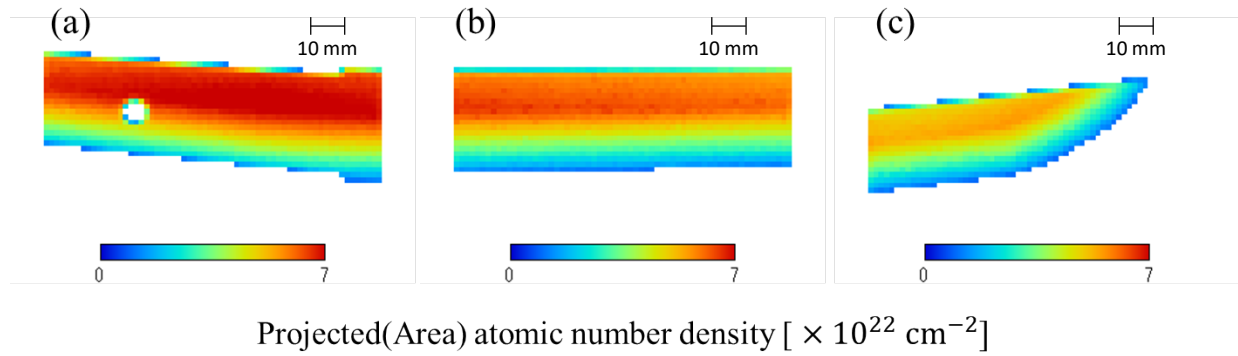 (a)
10 mm
(b)
10 mm
(c)
10 mm
0 7
0 7
0 7
Projected(Area) atomic number density [ × 10²² cm⁻²]